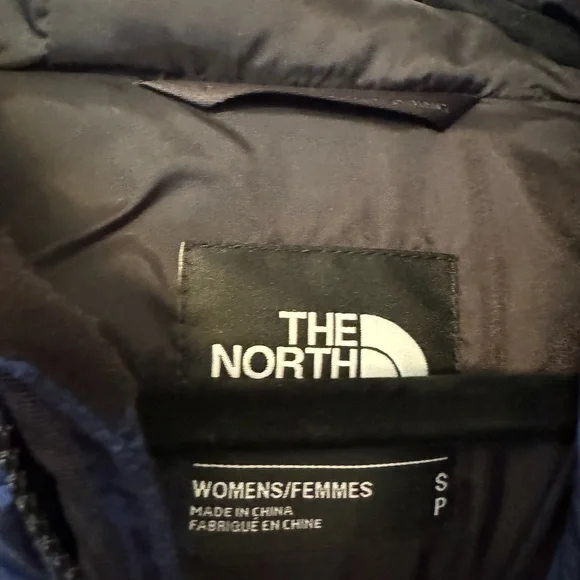 THE
NORTH
WOMENS/FEMMES
S
P
MADE IN CHINA
FABRIQUÉ EN CHINE